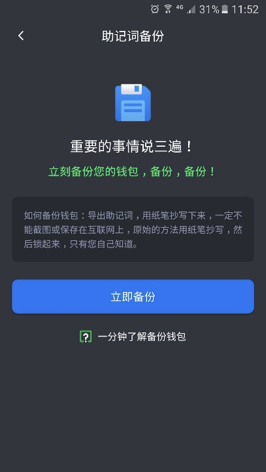 4G 31% 11:52
助记词备份
重要的事情说三遍！
立刻备份您的钱包，备份，备份！
如何备份钱包：导出助记词，用纸笔抄写下来，一定不
能截图或保存在互联网上，原始的方法用纸笔抄写，然
后锁起来，只有您自己知道。
立即备份
一分钟了解备份钱包